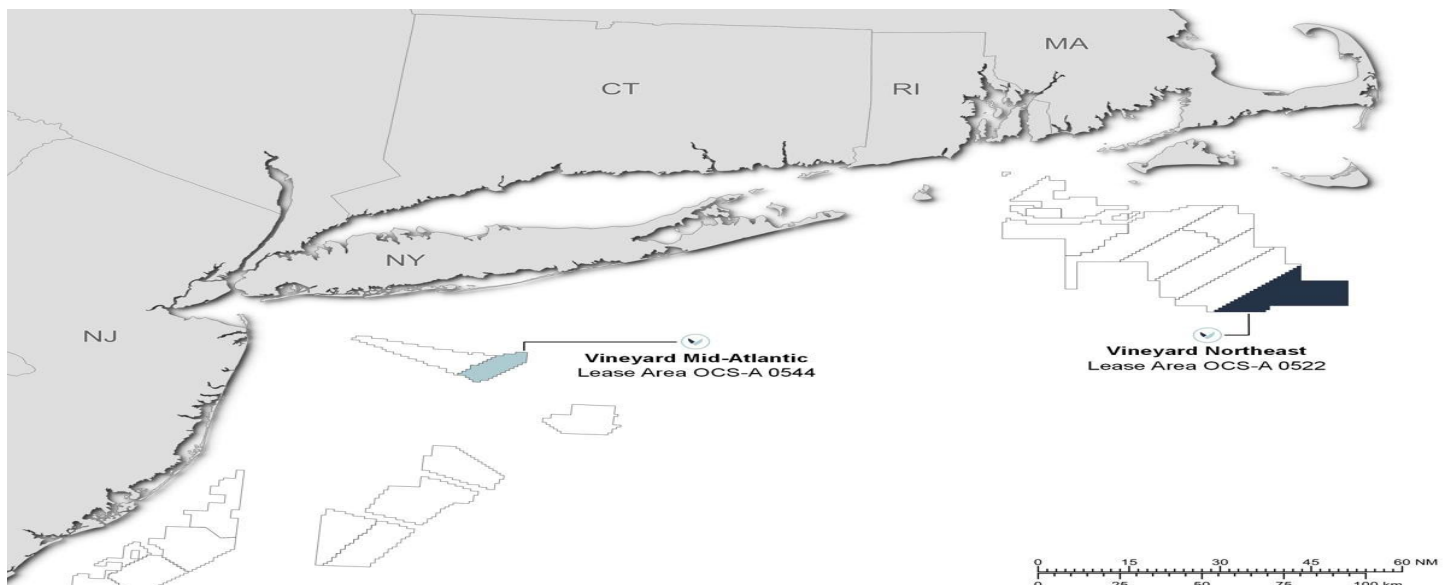 MA
CT
RI
NY
NJ
Vineyard Mid-Atlantic
Lease Area OCS-A 0544
Vineyard Northeast
Lease Area OCS-A 0522
0 15 30 45 60 NM
0 25 50 75 100 km